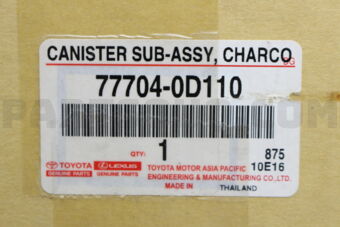 CANISTER SUB-ASSY, CHARCO
77704-0D110
QTY: 1
875
10E16
TOYOTA GENUINE PARTS
LEXUS GENUINE PARTS
TOYOTA MOTOR ASIA PACIFIC
ENGINEERING & MANUFACTURING CO.,LTD.
MADE IN THAILAND